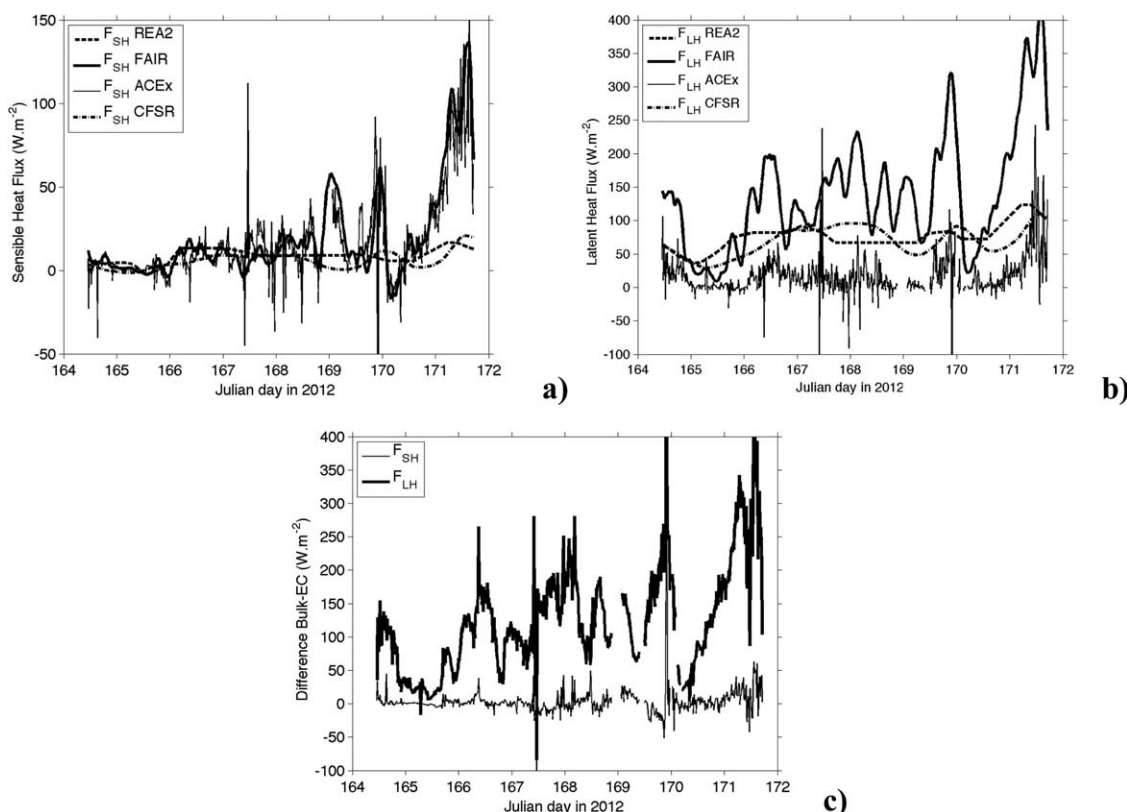 150
100
50
0
-50
Sensible Heat Flux (W.m-2)
F_SH REA2
F_SH FAIR
F_SH ACEx
F_SH CFSR
164 165 166 167 168 169 170 171 172
Julian day in 2012
a)
400
350
300
250
200
150
100
50
0
-50
-100
Latent Heat Flux (W.m-2)
F_LH REA2
F_LH FAIR
F_LH ACEx
F_LH CFSR
164 165 166 167 168 169 170 171 172
Julian day in 2012
b)
400
350
300
250
200
150
100
50
0
-50
-100
Difference Bulk-EC (W.m-2)
F_SH
F_LH
164 165 166 167 168 169 170 171 172
Julian day in 2012
c)